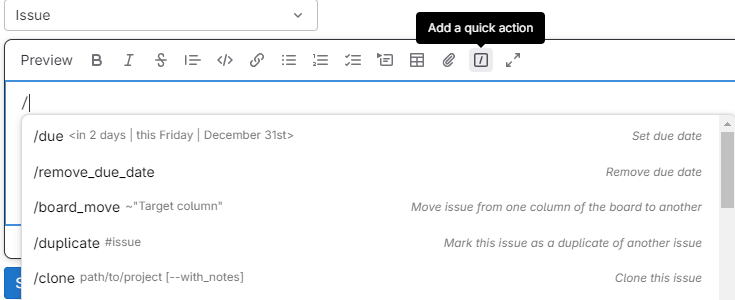 Issue
Add a quick action
Preview B I S </>
/
/due <in 2 days | this Friday | December 31st> Set due date
/remove_due_date Remove due date
/board_move ~"Target column" Move issue from one column of the board to another
/duplicate #issue Mark this issue as a duplicate of another issue
/clone path/to/project [--with_notes] Clone this issue
S